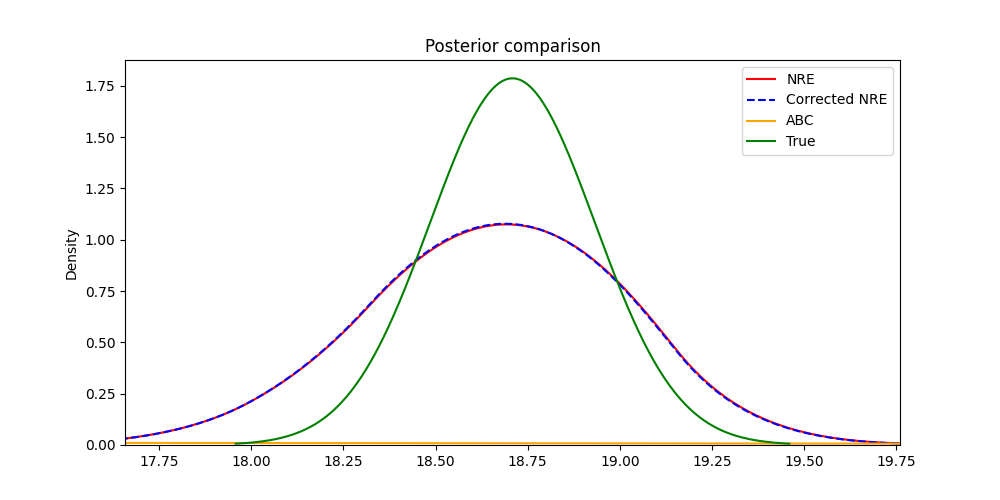 Posterior comparison
Density
1.75
1.50
1.25
1.00
0.75
0.50
0.25
0.00
NRE
Corrected NRE
ABC
True
17.75 18.00 18.25 18.50 18.75 19.00 19.25 19.50 19.75